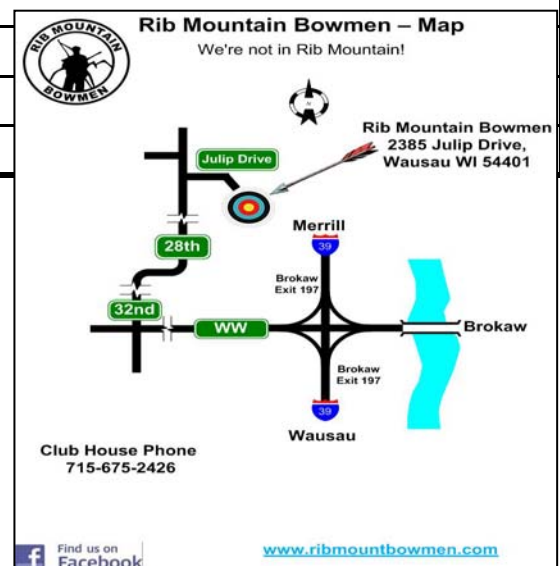 Rib Mountain Bowmen – Map
We're not in Rib Mountain!
RIB MOUNTAIN
BOWMEN
N
Rib Mountain Bowmen
2385 Julip Drive,
Wausau WI 54401
Julip Drive
Merrill
39
28th
Brokaw
Exit 197
32nd
WW
Brokaw
Brokaw
Exit 197
39
Wausau
Club House Phone
715-675-2426
f
Find us on
Facebook
www.ribmountbowmen.com